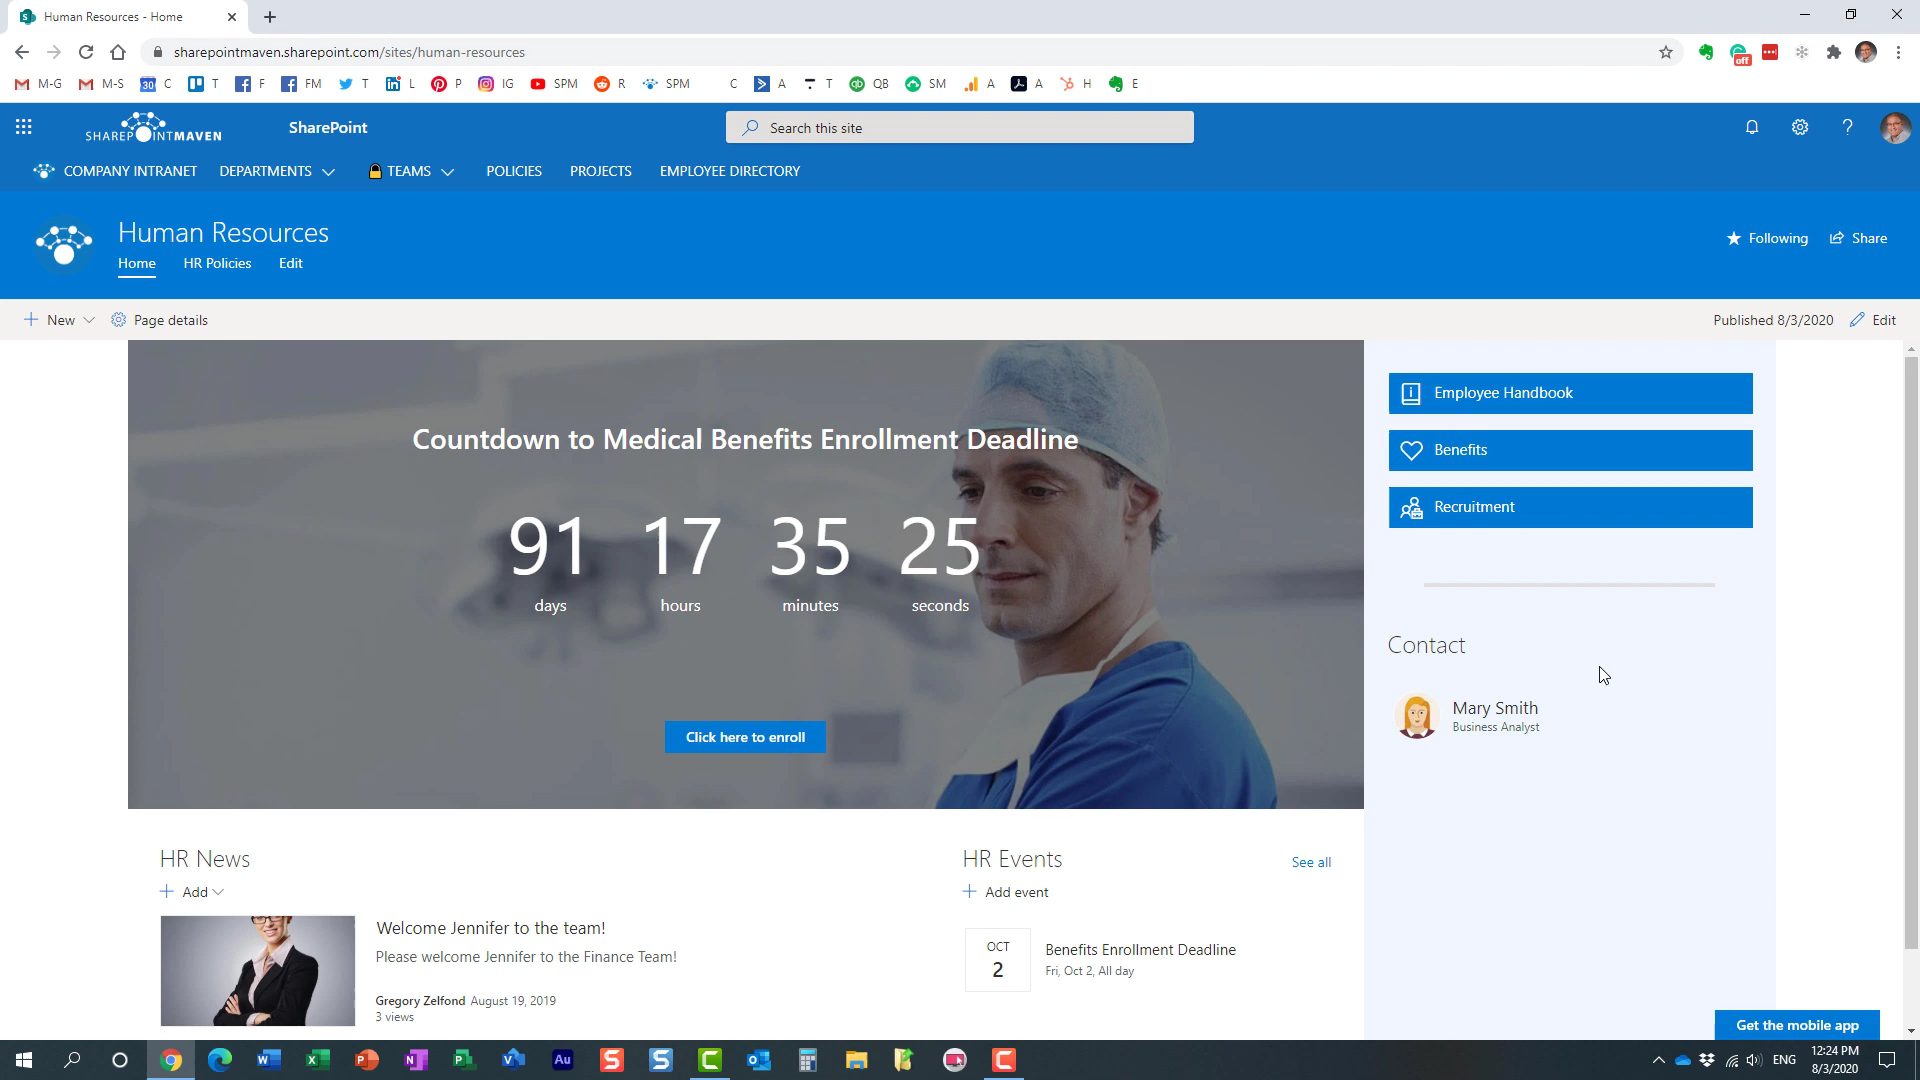 Human Resources - Home
sharepointmaven.sharepoint.com/sites/human-resources
M-G M-S 30 C T F FM T L P IG SPM R SPM C A T QB SM A A H E
off
SHAREPOINTMAVEN SharePoint Search this site
COMPANY INTRANET DEPARTMENTS TEAMS POLICIES PROJECTS EMPLOYEE DIRECTORY
Human Resources
Home HR Policies Edit
Following Share
New Page details Published 8/3/2020 Edit
Countdown to Medical Benefits Enrollment Deadline
91 17 35 25
days hours minutes seconds
Click here to enroll
Employee Handbook
Benefits
Recruitment
Contact
Mary Smith
Business Analyst
HR News
Add
Welcome Jennifer to the team!
Please welcome Jennifer to the Finance Team!
Gregory Zelfond August 19, 2019
3 views
HR Events See all
Add event
OCT
2
Benefits Enrollment Deadline
Fri, Oct 2, All day
Get the mobile app
Au
ENG
12:24 PM
8/3/2020